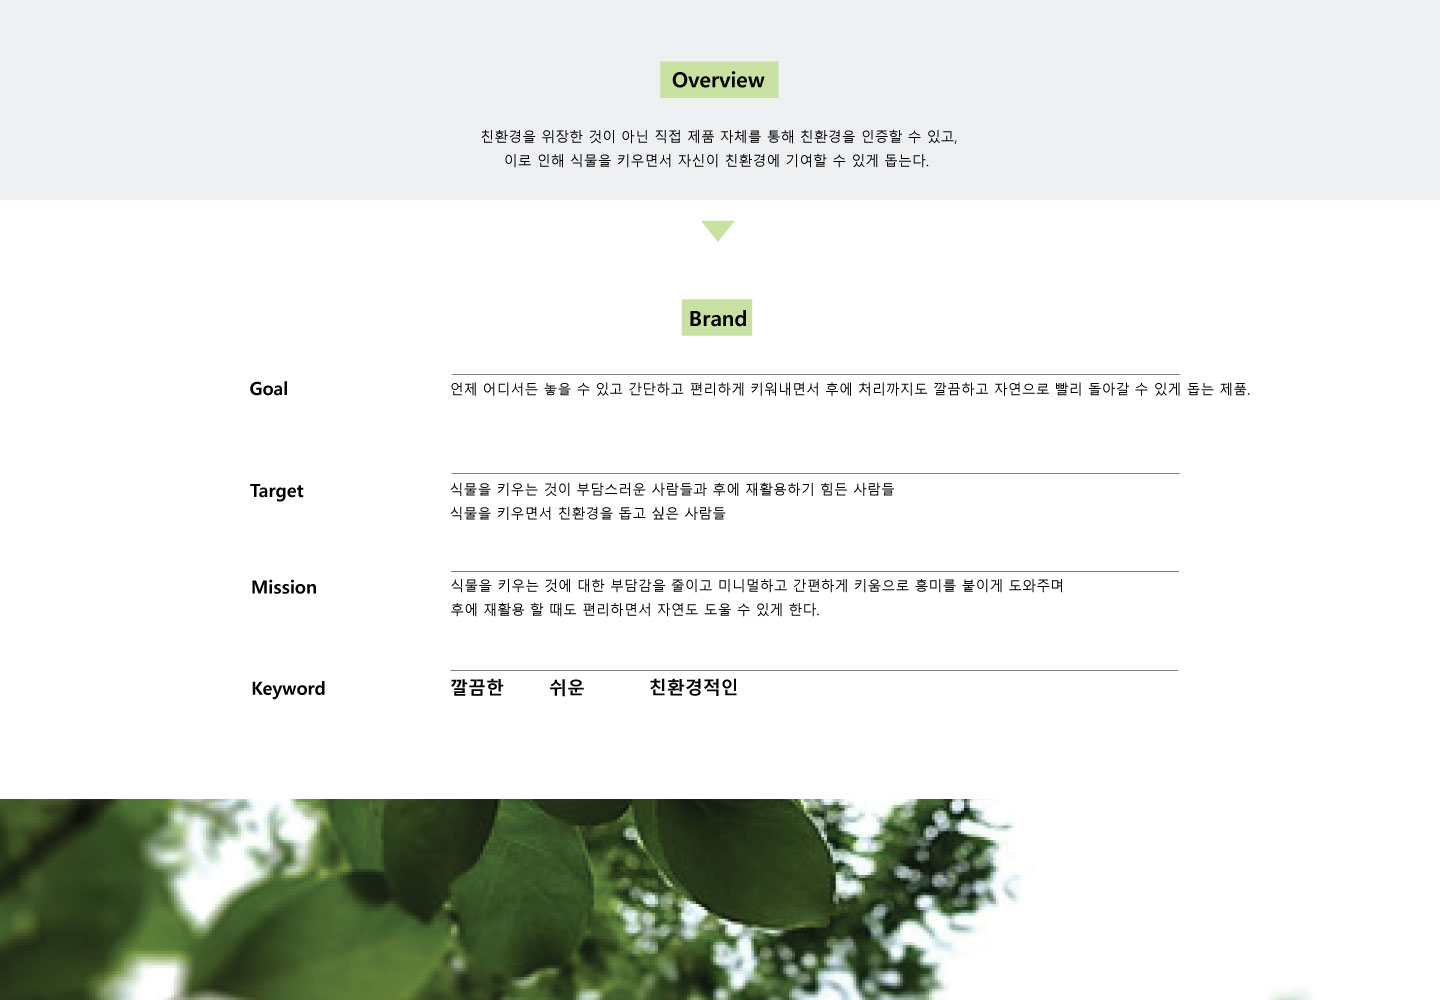 Overview
친환경을 위장한 것이 아닌 직접 제품 자체를 통해 친환경을 인증할 수 있고,
이로 인해 식물을 키우면서 자신이 친환경에 기여할 수 있게 돕는다.
Brand
Goal
언제 어디서든 놓을 수 있고 간단하고 편리하게 키워내면서 후에 처리까지도 깔끔하고 자연으로 빨리 돌아갈 수 있게 돕는 제품.
Target
식물을 키우는 것이 부담스러운 사람들과 후에 재활용하기 힘든 사람들
식물을 키우면서 친환경을 돕고 싶은 사람들
Mission
식물을 키우는 것에 대한 부담감을 줄이고 미니멀하고 간편하게 키움으로 흥미를 붙이게 도와주며
후에 재활용 할 때도 편리하면서 자연도 도울 수 있게 한다.
Keyword
깔끔한 쉬운 친환경적인